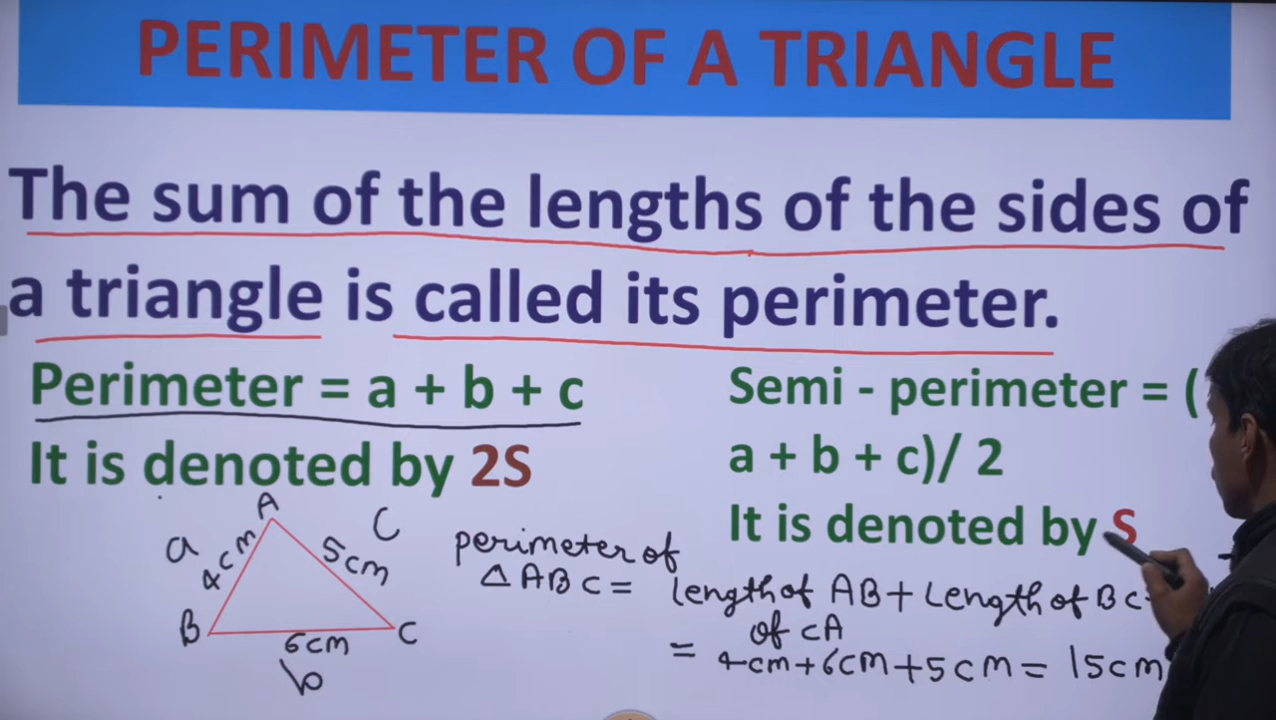 PERIMETER OF A TRIANGLE
The sum of the lengths of the sides of
a triangle is called its perimeter.
Perimeter = a + b + c
It is denoted by 2S
Semi - perimeter = (
a + b + c)/ 2
It is denoted by S
A
a
4cm
C
5cm
B
6cm
C
b
perimeter of
△ ABC =
length of AB + Length of BC
of CA
= 4cm + 6cm + 5cm = 15cm